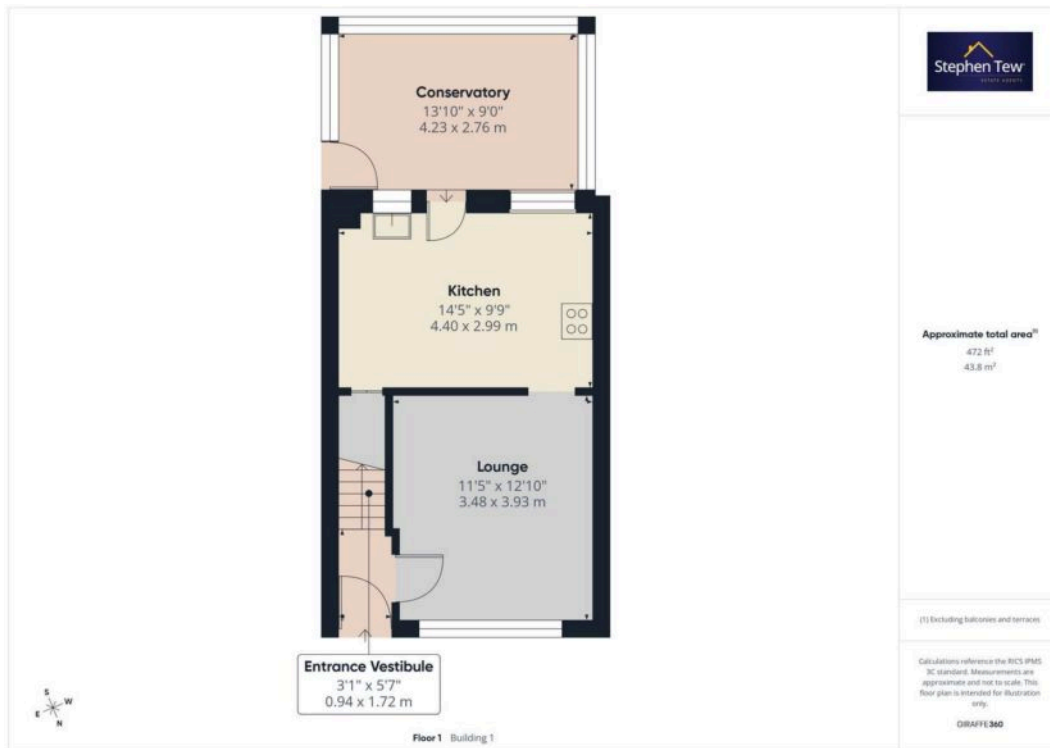 Conservatory
13'10" x 9'0"
4.23 x 2.76 m
Kitchen
14'5" x 9'9"
4.40 x 2.99 m
Lounge
11'5" x 12'10"
3.48 x 3.93 m
Entrance Vestibule
3'1" x 5'7"
0.94 x 1.72 m
S
W
E
N
Floor 1 Building 1
Stephen Tew
ESTATE AGENTS
Approximate total area(1)
472 ft²
43.8 m²
(1) Excluding balconies and terraces
Calculations reference the RICS IPMS
3C standard. Measurements are
approximate and not to scale. This
floor plan is intended for illustration
only.
GIRAFFE360